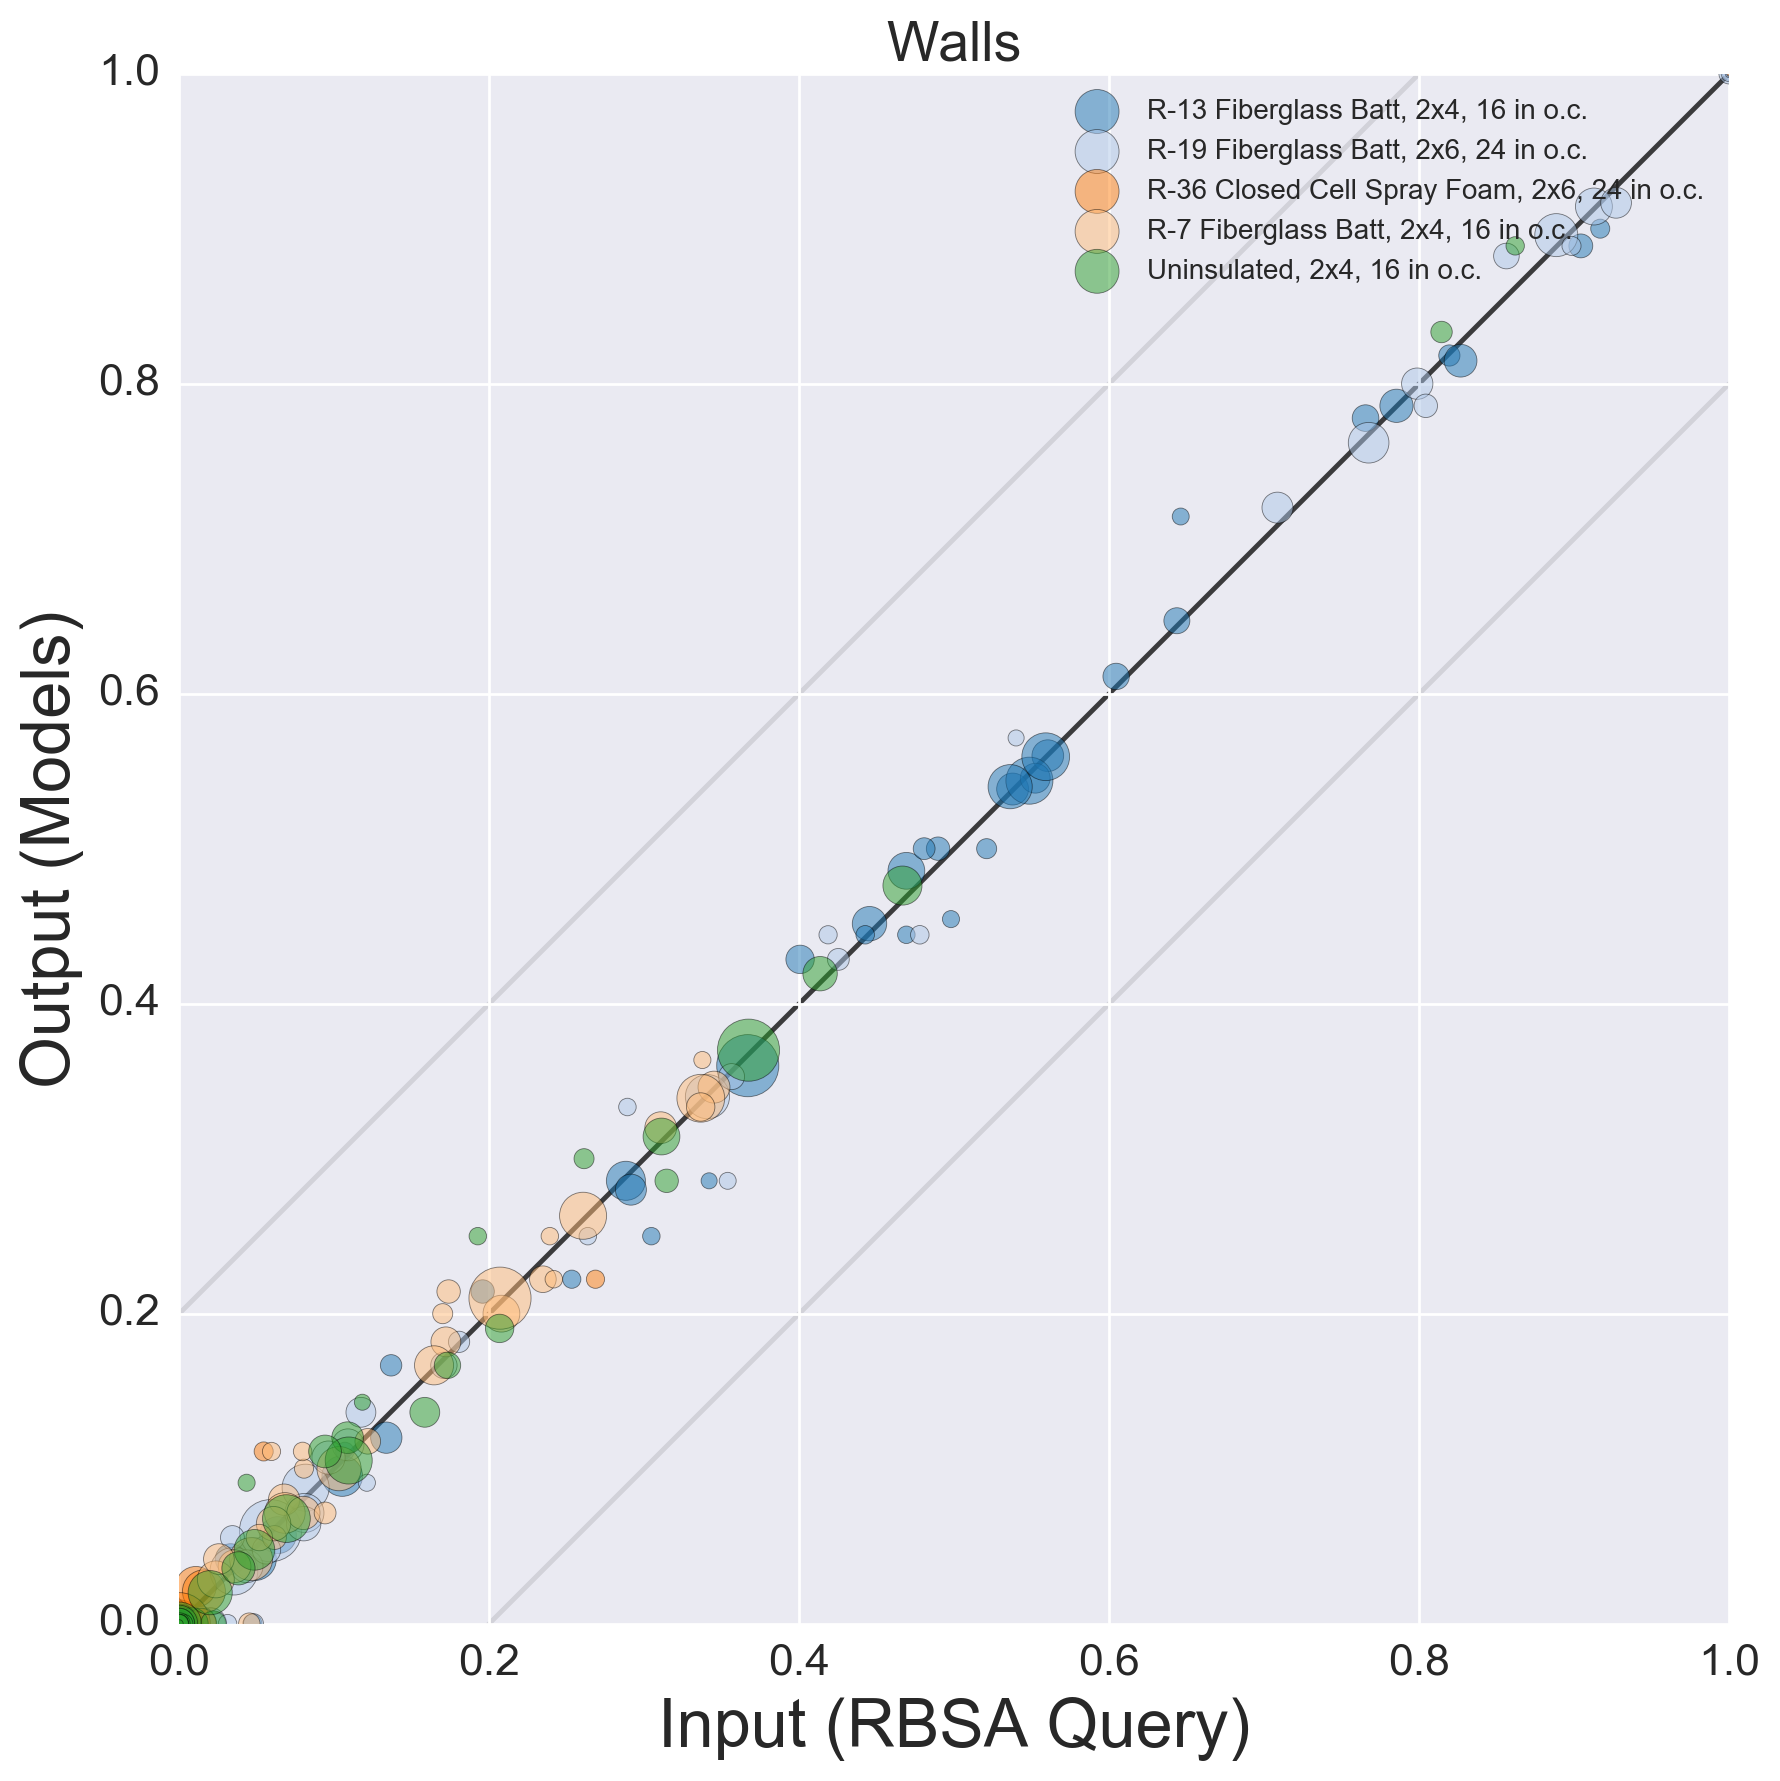 Walls
1.0
0.8
0.6
0.4
0.2
0.0
Output (Models)
R-13 Fiberglass Batt, 2x4, 16 in o.c.
R-19 Fiberglass Batt, 2x6, 24 in o.c.
R-36 Closed Cell Spray Foam, 2x6, 24 in o.c.
R-7 Fiberglass Batt, 2x4, 16 in o.c.
Uninsulated, 2x4, 16 in o.c.
0.0 0.2 0.4 0.6 0.8 1.0
Input (RBSA Query)